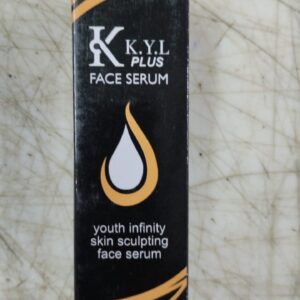 K K.Y.L
PLUS
FACE SERUM
youth infinity
skin sculpting
face serum